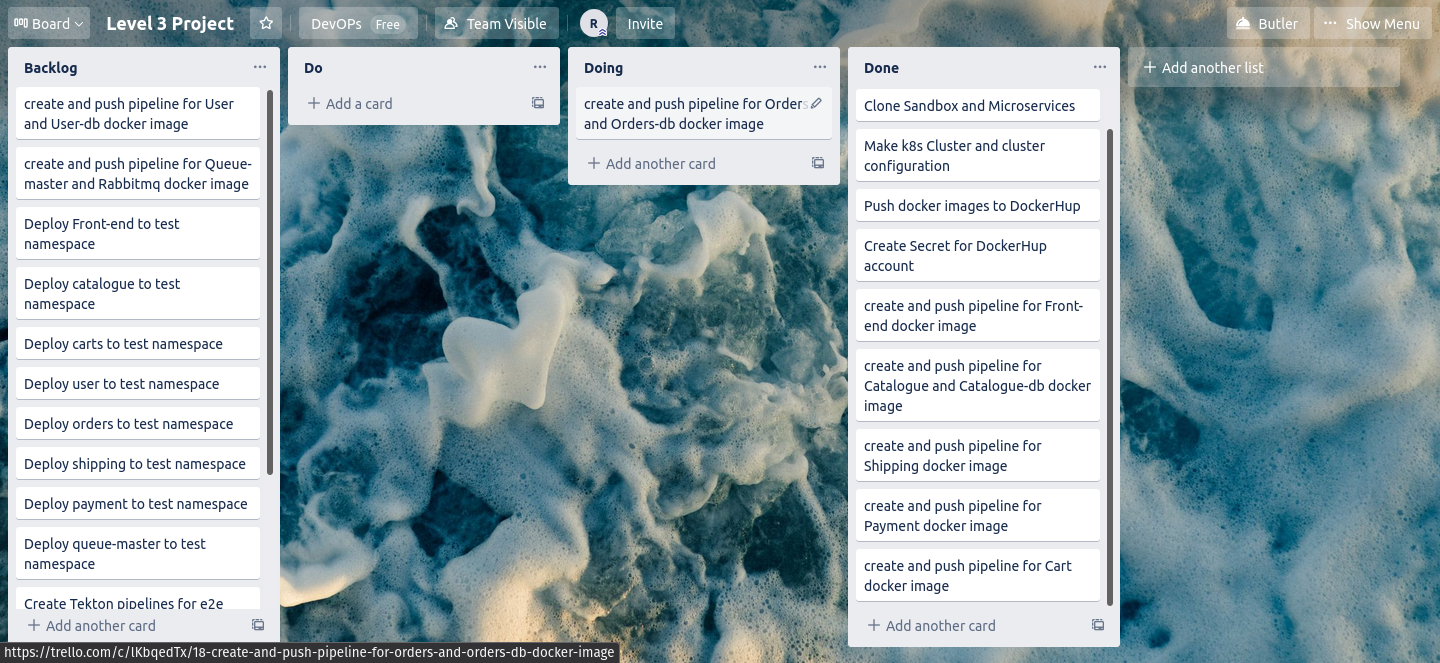 Board
Level 3 Project
DevOPs Free
Team Visible
R
Invite
Butler
Show Menu
Backlog
create and push pipeline for User
and User-db docker image
create and push pipeline for Queue-
master and Rabbitmq docker image
Deploy Front-end to test
namespace
Deploy catalogue to test
namespace
Deploy carts to test namespace
Deploy user to test namespace
Deploy orders to test namespace
Deploy shipping to test namespace
Deploy payment to test namespace
Deploy queue-master to test
namespace
Create Tekton pipelines for e2e
+ Add another card
Do
+ Add a card
Doing
create and push pipeline for Orders
and Orders-db docker image
+ Add another card
Done
Clone Sandbox and Microservices
Make k8s Cluster and cluster
configuration
Push docker images to DockerHup
Create Secret for DockerHup
account
create and push pipeline for Front-
end docker image
create and push pipeline for
Catalogue and Catalogue-db docker
image
create and push pipeline for
Shipping docker image
create and push pipeline for
Payment docker image
create and push pipeline for Cart
docker image
+ Add another card
+ Add another list
https://trello.com/c/lKbqedTx/18-create-and-push-pipeline-for-orders-and-orders-db-docker-image